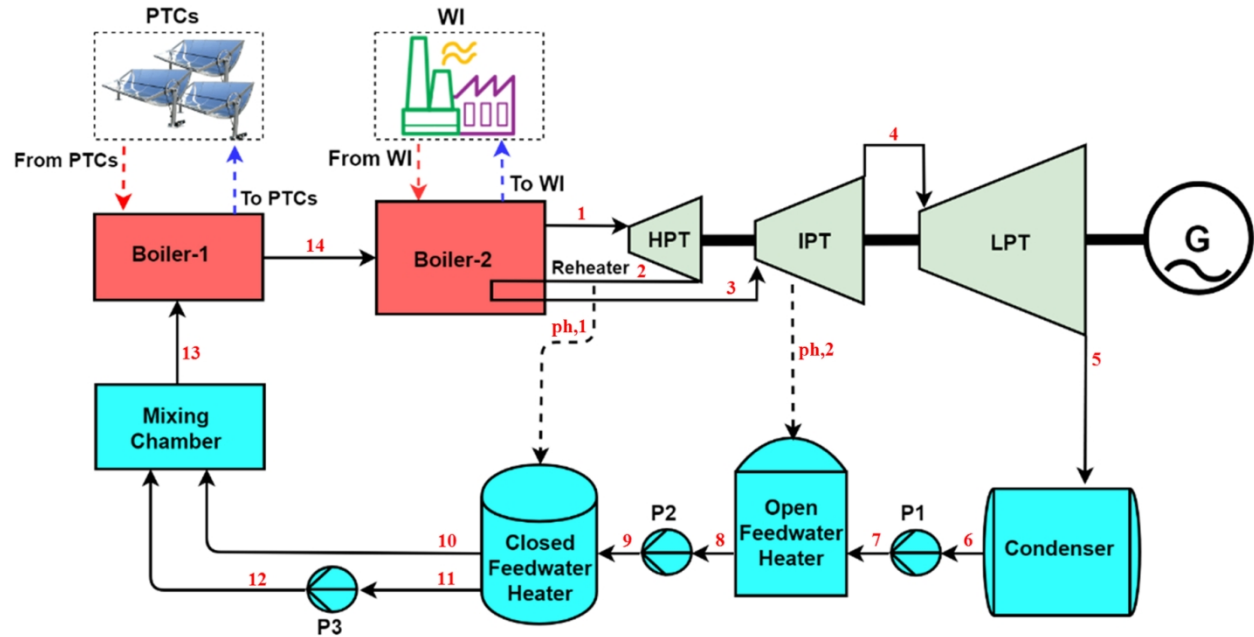 PTCs
WI
From PTCs
To PTCs
From WI
To WI
4
1
14
Boiler-1
Boiler-2
HPT
IPT
LPT
G
Reheater
2
3
ph,1
ph,2
5
13
Mixing
Chamber
P2
P1
Open
Feedwater
Heater
Closed
Feedwater
Heater
Condenser
10
9
8
7
6
12
11
P3